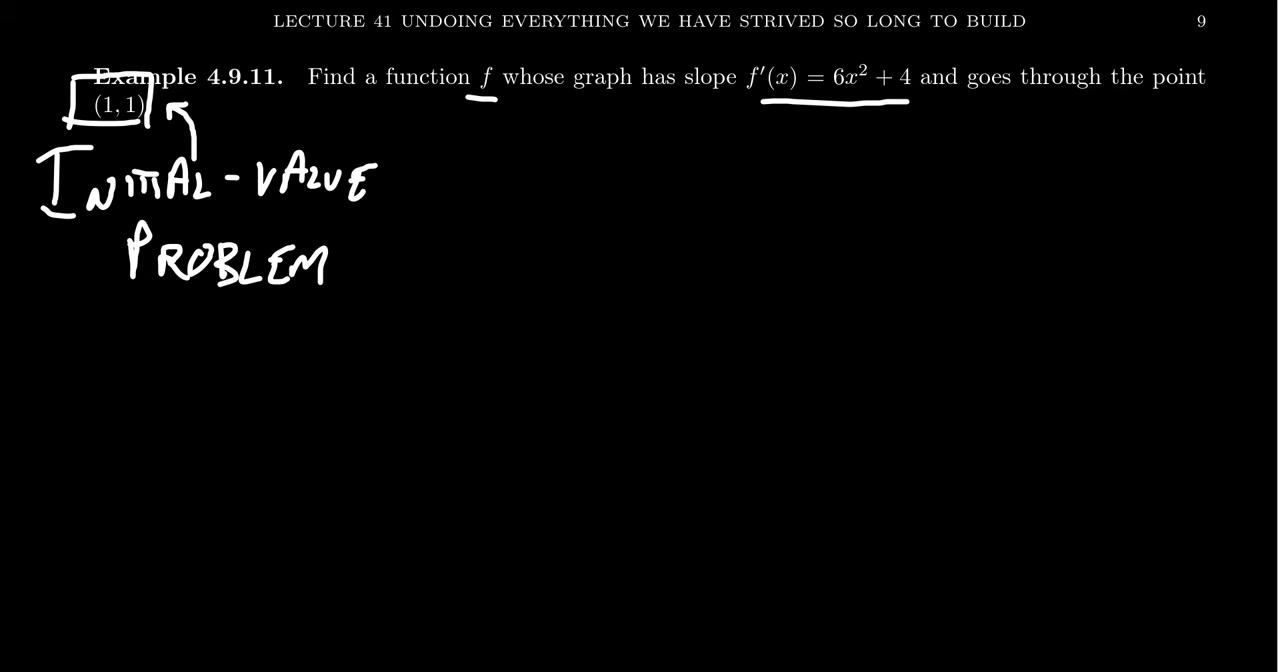 LECTURE 41 UNDOING EVERYTHING WE HAVE STRIVED SO LONG TO BUILD 9
Example 4.9.11. Find a function f whose graph has slope f′(x) = 6x² + 4 and goes through the point
(1, 1)
INITIAL-VALUE
PROBLEM